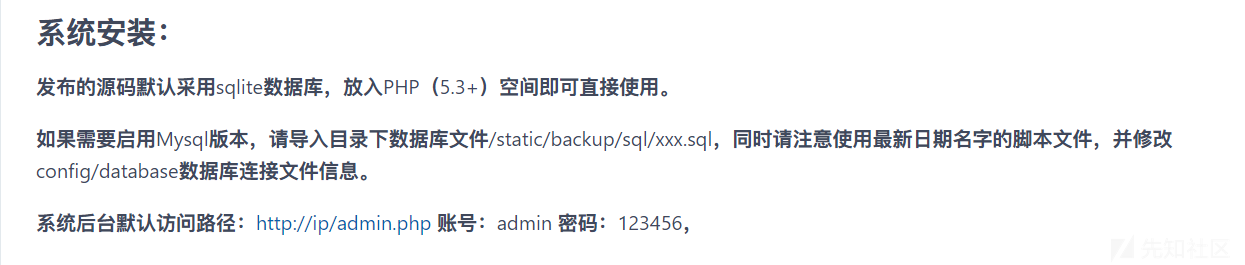 系统安装：
发布的源码默认采用sqlite数据库，放入PHP（5.3+）空间即可直接使用。
如果需要启用Mysql版本，请导入目录下数据库文件/static/backup/sql/xxx.sql，同时请注意使用最新日期名字的脚本文件，并修改
config/database数据库连接文件信息。
系统后台默认访问路径：http://ip/admin.php 账号：admin 密码：123456，
先知社区